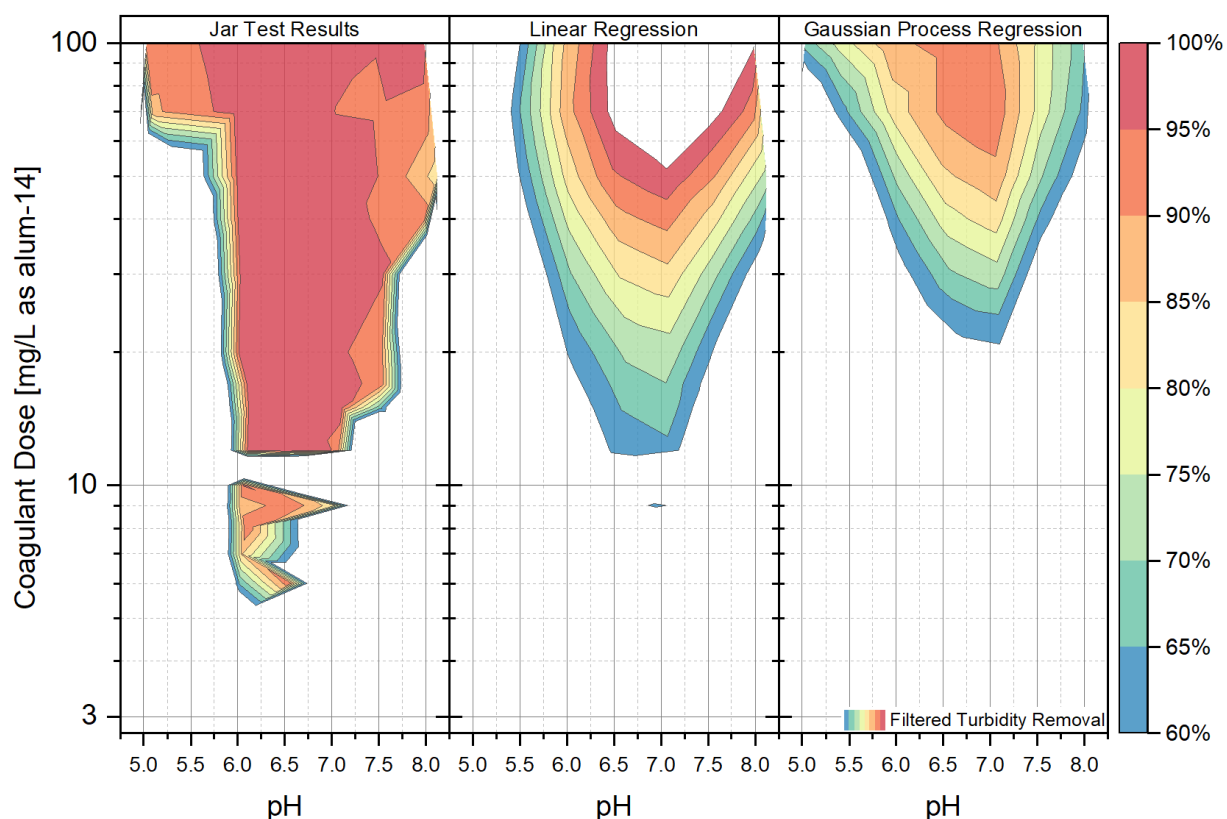 Jar Test Results Linear Regression Gaussian Process Regression
Coagulant Dose [mg/L as alum-14]
100
10
3
100%
95%
90%
85%
80%
75%
70%
65%
60%
Filtered Turbidity Removal
5.0 5.5 6.0 6.5 7.0 7.5 8.0 5.0 5.5 6.0 6.5 7.0 7.5 8.0 5.0 5.5 6.0 6.5 7.0 7.5 8.0
pH pH pH